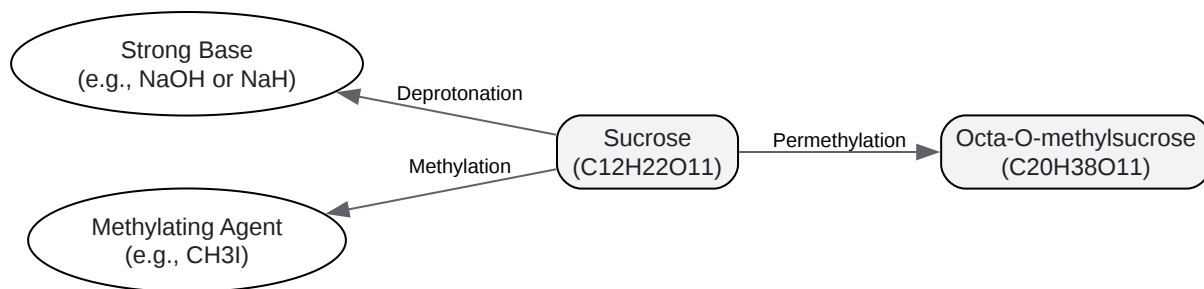 Strong Base
(e.g., NaOH or NaH)
Deprotonation
Sucrose
(C12H22O11)
Permethylation
Octa-O-methylsucrose
(C20H38O11)
Methylation
Methylating Agent
(e.g., CH3I)